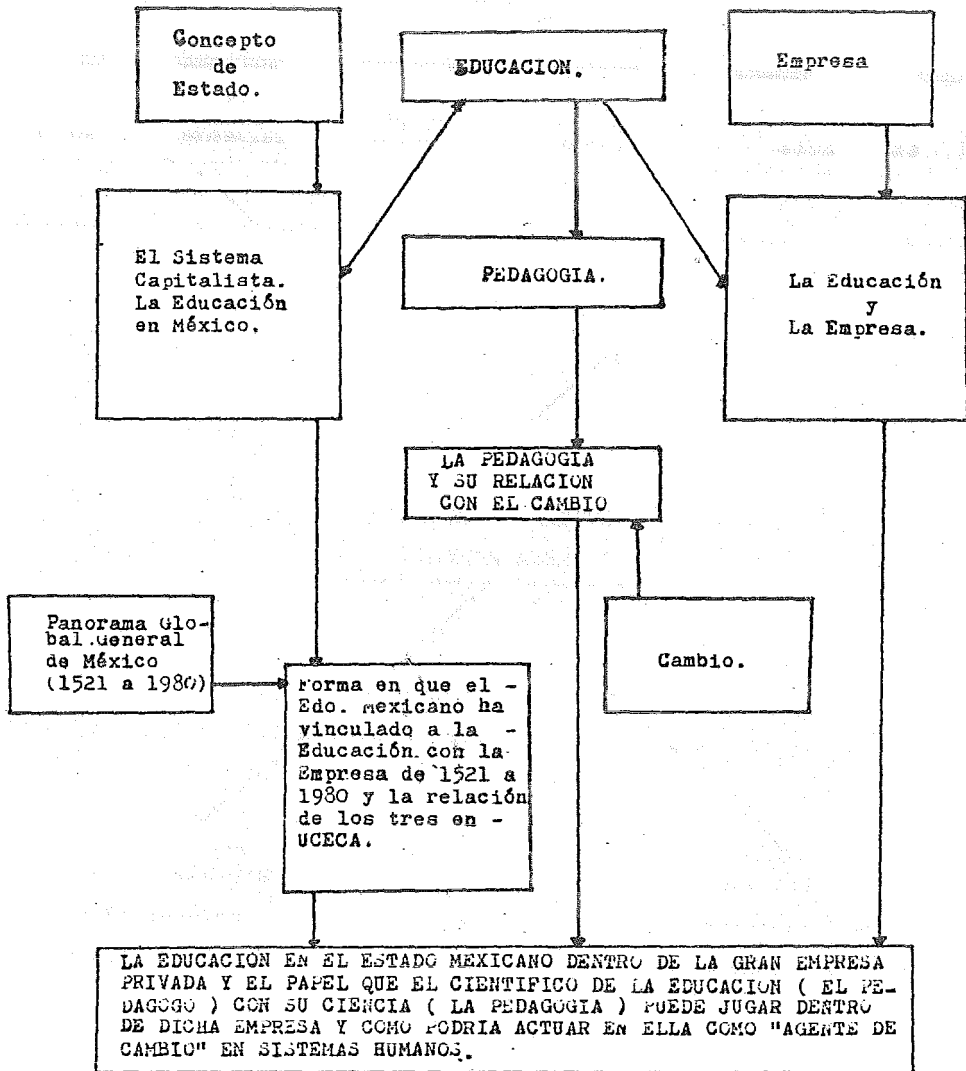 Concepto
de
Estado.
EDUCACION.
Empresa
El Sistema
Capitalista.
La Educación
en México.
PEDAGOGIA.
La Educación
y
La Empresa.
LA PEDAGOGIA
Y SU RELACION
CON EL CAMBIO
Panorama Glo-
bal General
de México
(1521 a 1980)
Cambio.
Forma en que el -
Edo. Mexicano ha
vinculado a la -
Educación con la
Empresa de 1521 a
1980 y la relación
de los tres en -
UCECA.
LA EDUCACION EN EL ESTADO MEXICANO DENTRO DE LA GRAN EMPRESA
PRIVADA Y EL PAPEL QUE EL CIENTIFICO DE LA EDUCACION ( EL PE-
DAGOGO ) CON SU CIENCIA ( LA PEDAGOGIA ) PUEDE JUGAR DENTRO
DE DICHA EMPRESA Y COMO PODRIA ACTUAR EN ELLA COMO "AGENTE DE
CAMBIO" EN SISTEMAS HUMANOS.